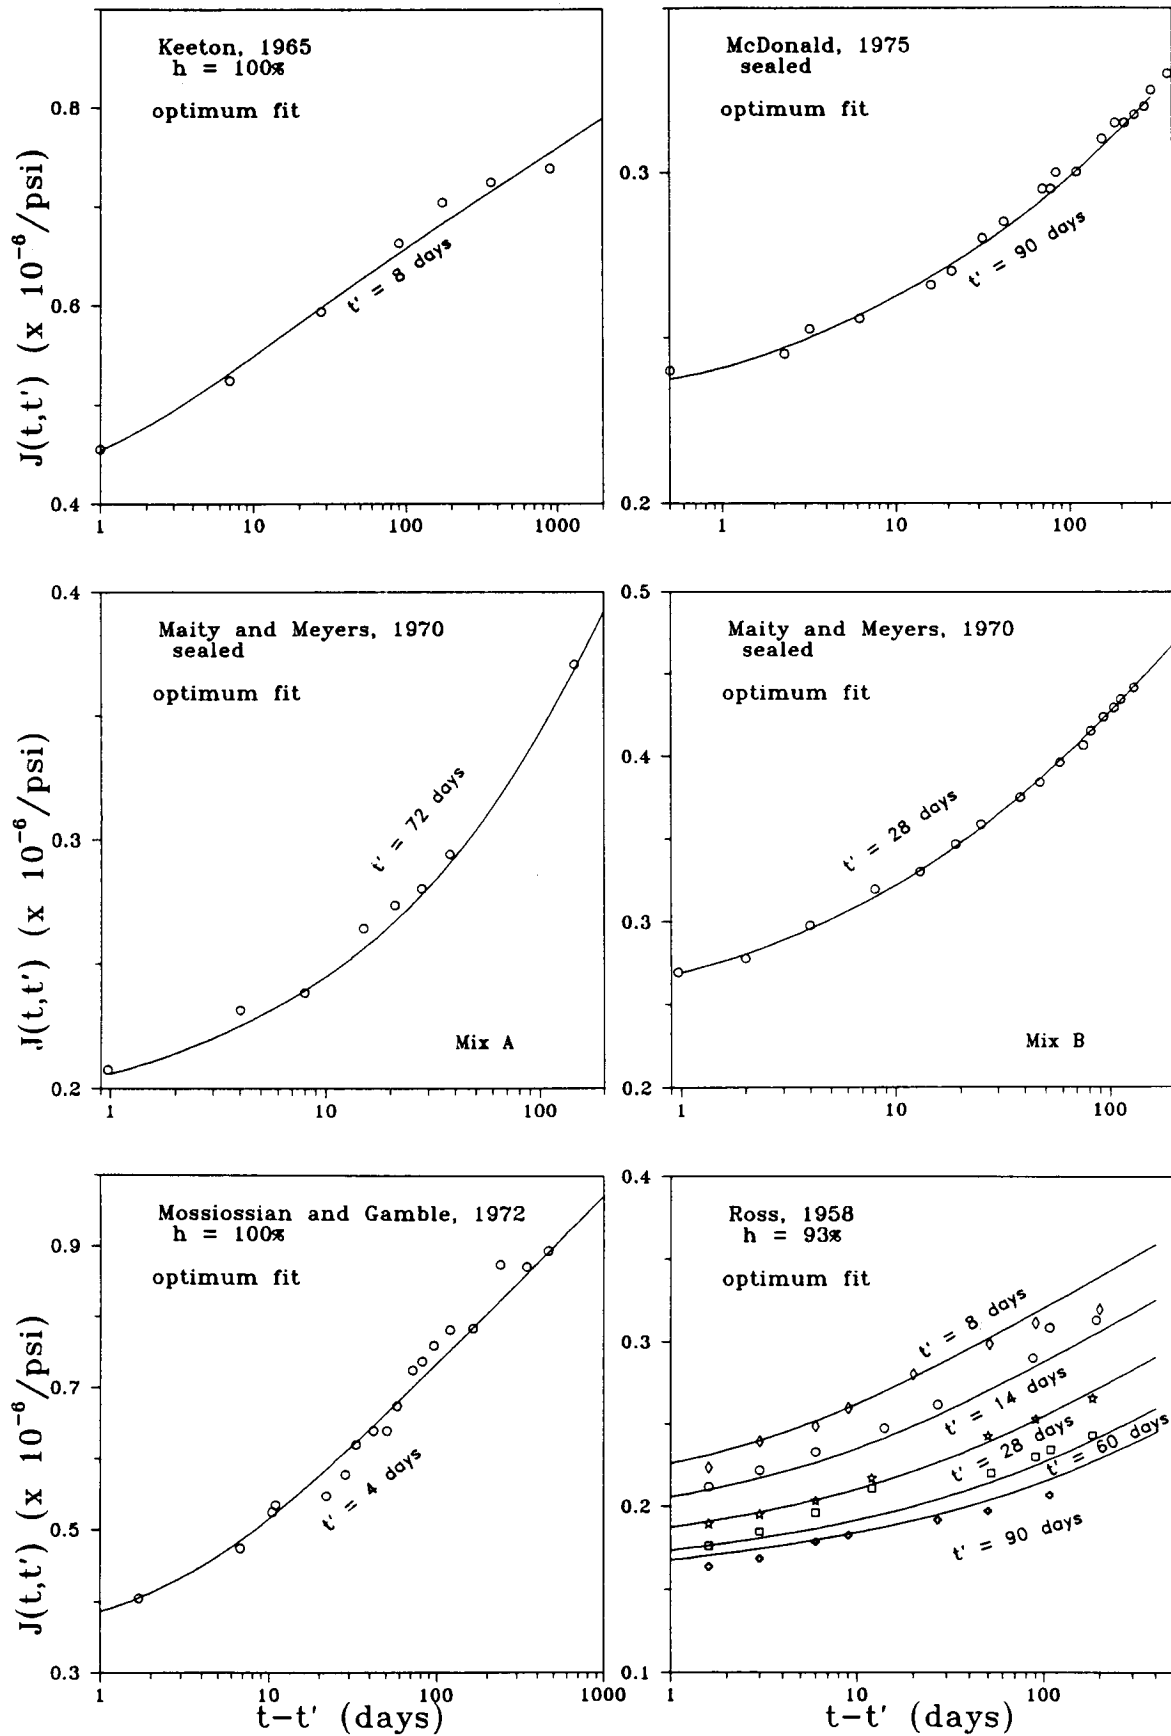 Keeton, 1965
h = 100%
optimum fit
t' = 8 days
J(t,t') (x 10⁻⁶/psi)
0.8
0.6
0.4
1
10
100
1000
McDonald, 1975
sealed
optimum fit
t' = 90 days
0.3
0.2
1
10
100
Maity and Meyers, 1970
sealed
optimum fit
t' = 72 days
Mix A
J(t,t') (x 10⁻⁶/psi)
0.4
0.3
0.2
1
10
100
Maity and Meyers, 1970
sealed
optimum fit
t' = 28 days
Mix B
0.5
0.4
0.3
0.2
1
10
100
Mossiossian and Gamble, 1972
h = 100%
optimum fit
t' = 4 days
J(t,t') (x 10⁻⁶/psi)
0.9
0.7
0.5
0.3
1
10
100
1000
t-t' (days)
Ross, 1958
h = 93%
optimum fit
t' = 8 days
t' = 14 days
t' = 28 days
t' = 60 days
t' = 90 days
0.4
0.3
0.2
0.1
1
10
100
t-t' (days)